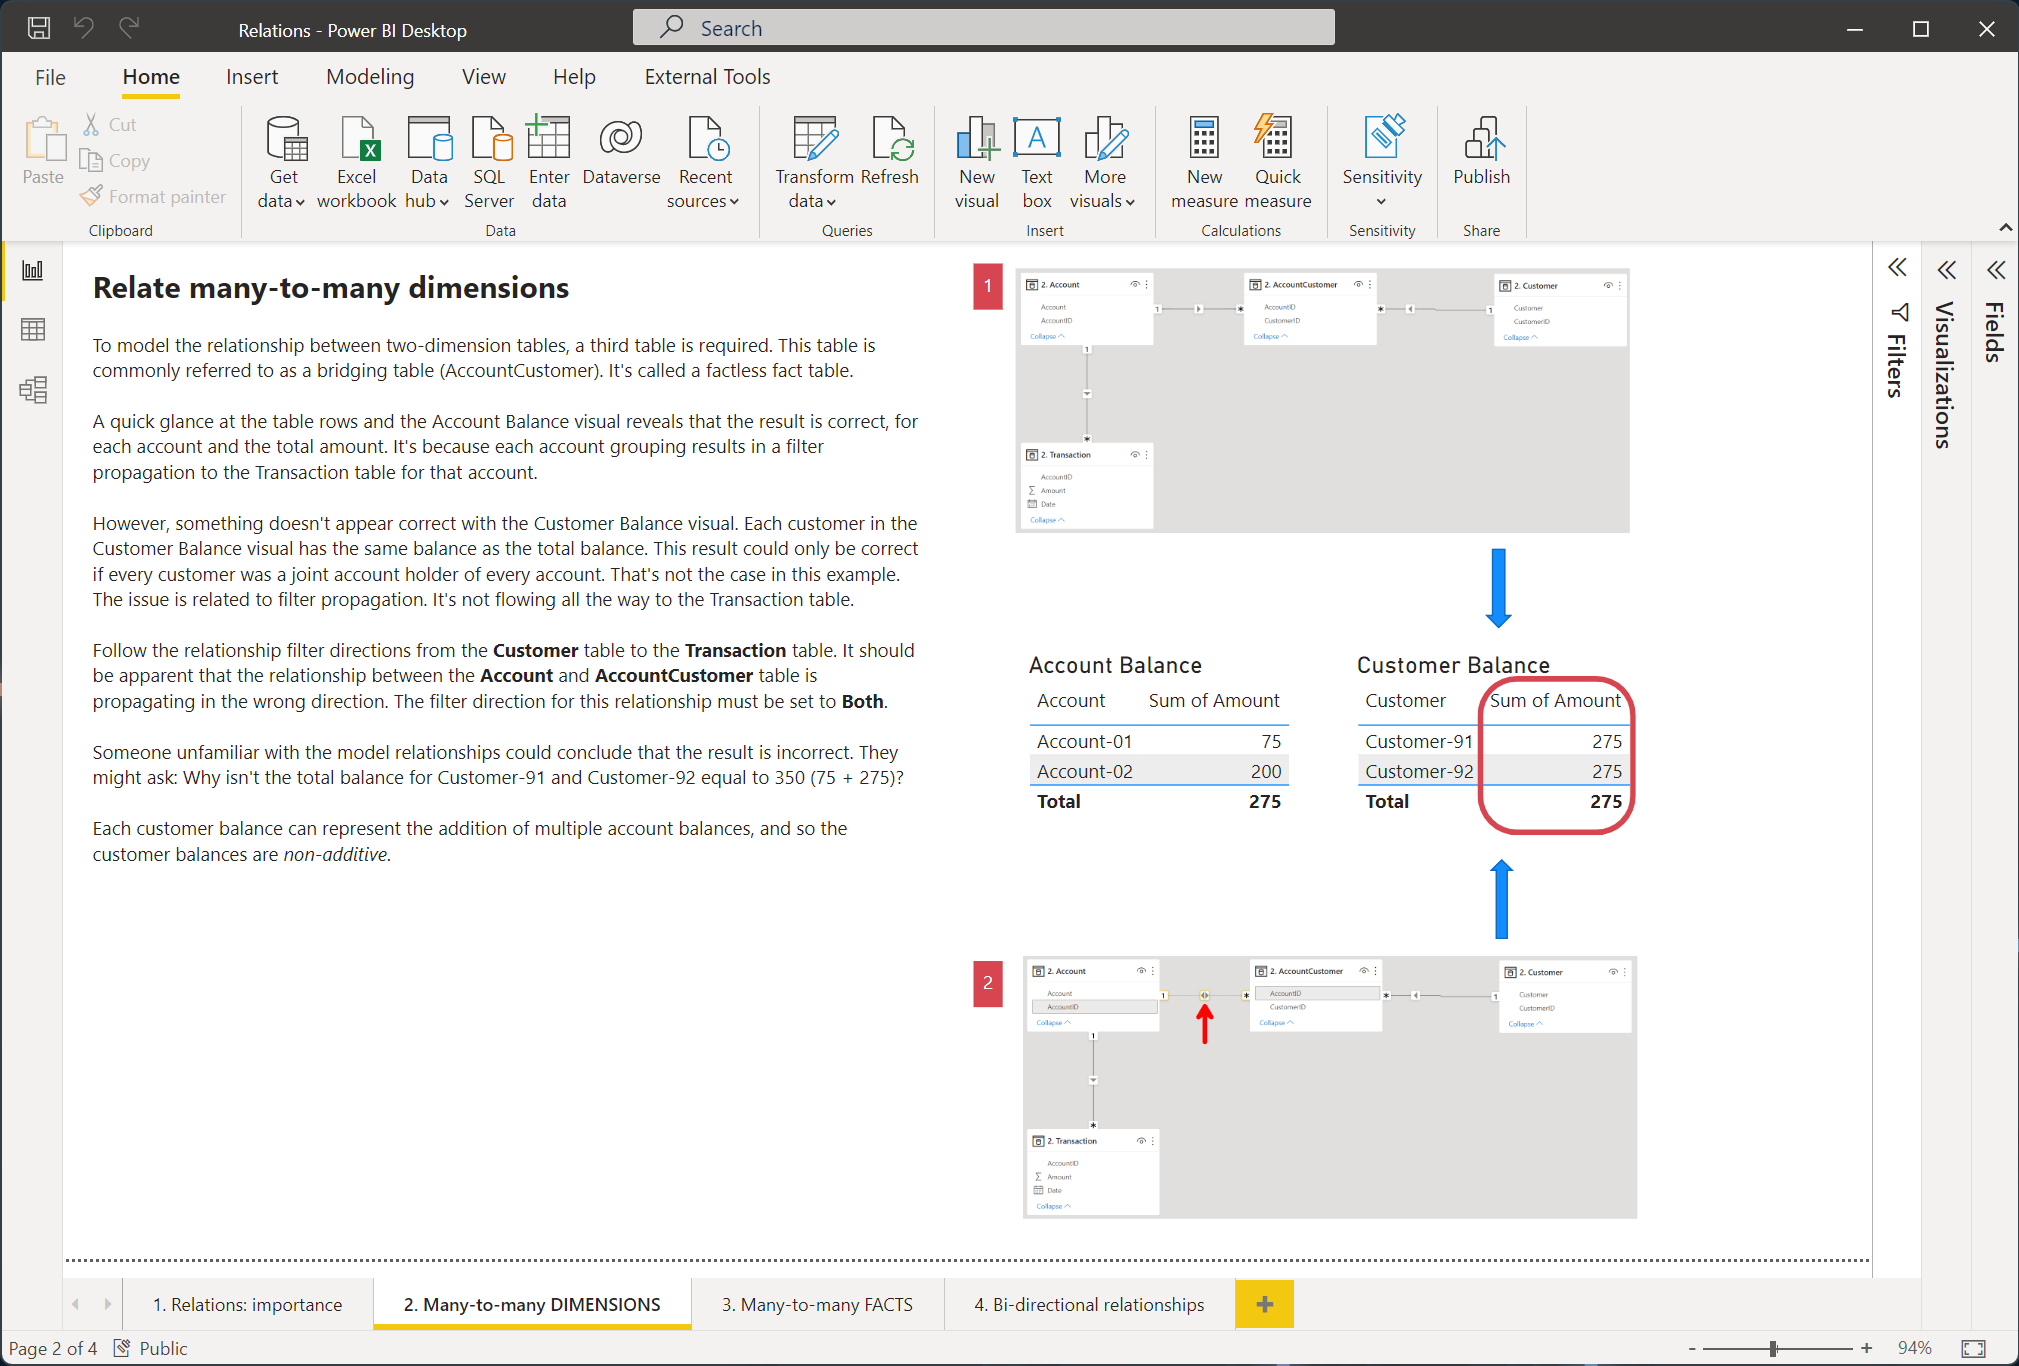 Relations - Power BI Desktop
Search
File
Home
Insert
Modeling
View
Help
External Tools
Paste
Cut
Copy
Format painter
Clipboard
Get data
Excel workbook
Data hub
SQL Server
Enter data
Dataverse
Recent sources
Data
Transform data
Refresh
Queries
New visual
Text box
More visuals
Insert
New measure
Quick measure
Calculations
Sensitivity
Sensitivity
Publish
Share
Relate many-to-many dimensions
To model the relationship between two-dimension tables, a third table is required. This table is
commonly referred to as a bridging table (AccountCustomer). It's called a factless fact table.
A quick glance at the table rows and the Account Balance visual reveals that the result is correct, for
each account and the total amount. It's because each account grouping results in a filter
propagation to the Transaction table for that account.
However, something doesn't appear correct with the Customer Balance visual. Each customer in the
Customer Balance visual has the same balance as the total balance. This result could only be correct
if every customer was a joint account holder of every account. That's not the case in this example.
The issue is related to filter propagation. It's not flowing all the way to the Transaction table.
Follow the relationship filter directions from the Customer table to the Transaction table. It should
be apparent that the relationship between the Account and AccountCustomer table is
propagating in the wrong direction. The filter direction for this relationship must be set to Both.
Someone unfamiliar with the model relationships could conclude that the result is incorrect. They
might ask: Why isn't the total balance for Customer-91 and Customer-92 equal to 350 (75 + 275)?
Each customer balance can represent the addition of multiple account balances, and so the
customer balances are non-additive.
1
2. Account
Account
AccountID
Collapse
1
*
2. AccountCustomer
AccountID
CustomerID
Collapse
*
1
2. Customer
Customer
CustomerID
Collapse
1
*
2. Transaction
AccountID
Amount
Date
Collapse
Account Balance
Account Sum of Amount
Account-01 75
Account-02 200
Total 275
Customer Balance
Customer Sum of Amount
Customer-91 275
Customer-92 275
Total 275
2
2. Account
Account
AccountID
Collapse
1
*
2. AccountCustomer
AccountID
CustomerID
Collapse
*
1
2. Customer
Customer
CustomerID
Collapse
1
*
2. Transaction
AccountID
Amount
Date
Collapse
Filters
Visualizations
Fields
1. Relations: importance
2. Many-to-many DIMENSIONS
3. Many-to-many FACTS
4. Bi-directional relationships
Page 2 of 4
Public
- + 94%